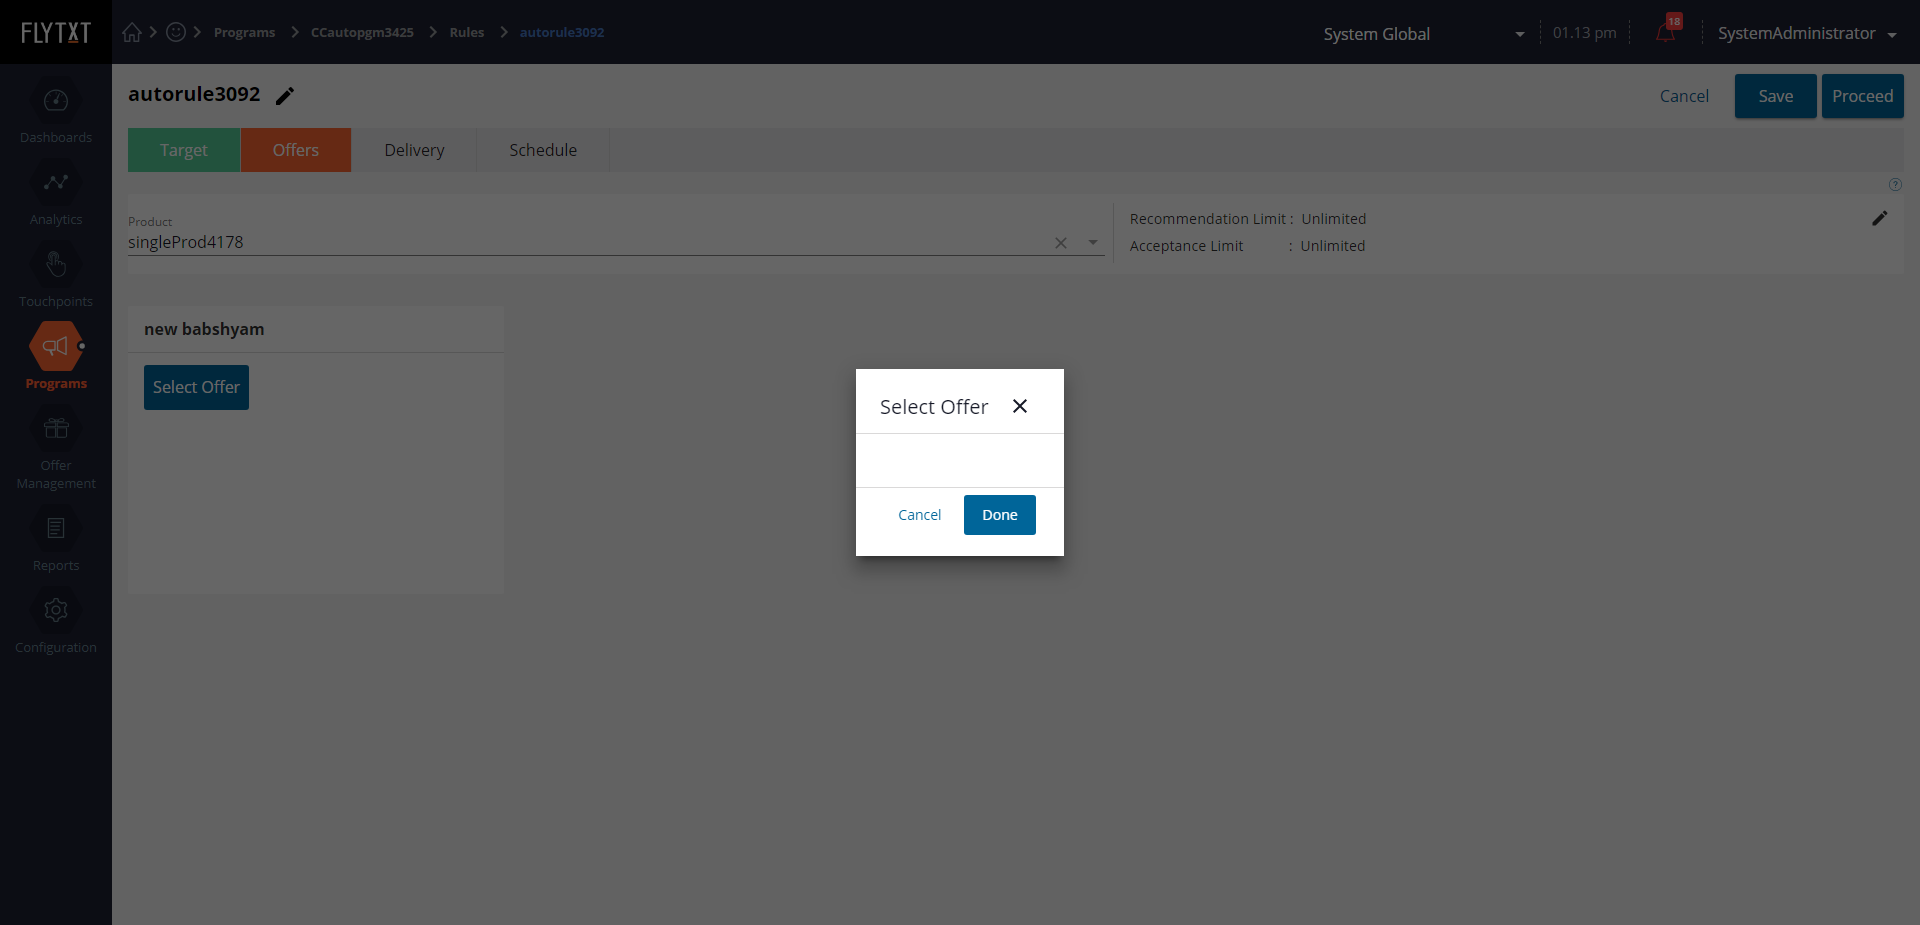 FLYTXT
Programs CCautopgm3425 Rules autorule3092
System Global
01.13 pm
18
SystemAdministrator
autorule3092
Cancel
Save
Proceed
Target
Offers
Delivery
Schedule
?
Product
singleProd4178
Recommendation Limit : Unlimited
Acceptance Limit : Unlimited
new babshyam
Select Offer
Select Offer
Cancel
Done
Dashboards
Analytics
Touchpoints
Programs
Offer
Management
Reports
Configuration